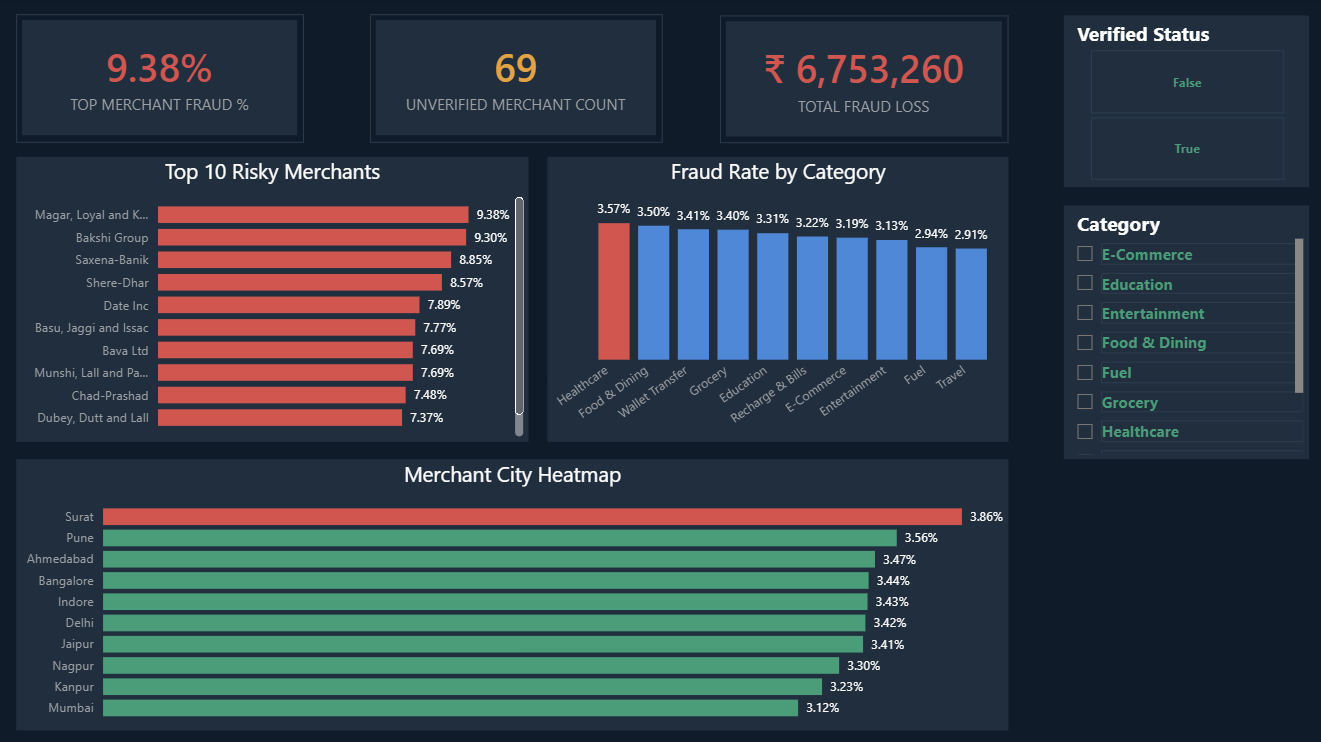 9.38%
TOP MERCHANT FRAUD %
69
UNVERIFIED MERCHANT COUNT
₹ 6,753,260
TOTAL FRAUD LOSS
Verified Status
False
True
Top 10 Risky Merchants
Magar, Loyal and K... 9.38%
Bakshi Group 9.30%
Saxena-Banik 8.85%
Shere-Dhar 8.57%
Date Inc 7.89%
Basu, Jaggi and Issac 7.77%
Bava Ltd 7.69%
Munshi, Lall and Pa... 7.69%
Chad-Prashad 7.48%
Dubey, Dutt and Lall 7.37%
Fraud Rate by Category
3.57% 3.50% 3.41% 3.40% 3.31% 3.22% 3.19% 3.13% 2.94% 2.91%
Healthcare Food & Dining Wallet Transfer Grocery Education Recharge & Bills E-Commerce Entertainment Fuel Travel
Category
E-Commerce
Education
Entertainment
Food & Dining
Fuel
Grocery
Healthcare
Merchant City Heatmap
Surat 3.86%
Pune 3.56%
Ahmedabad 3.47%
Bangalore 3.44%
Indore 3.43%
Delhi 3.42%
Jaipur 3.41%
Nagpur 3.30%
Kanpur 3.23%
Mumbai 3.12%